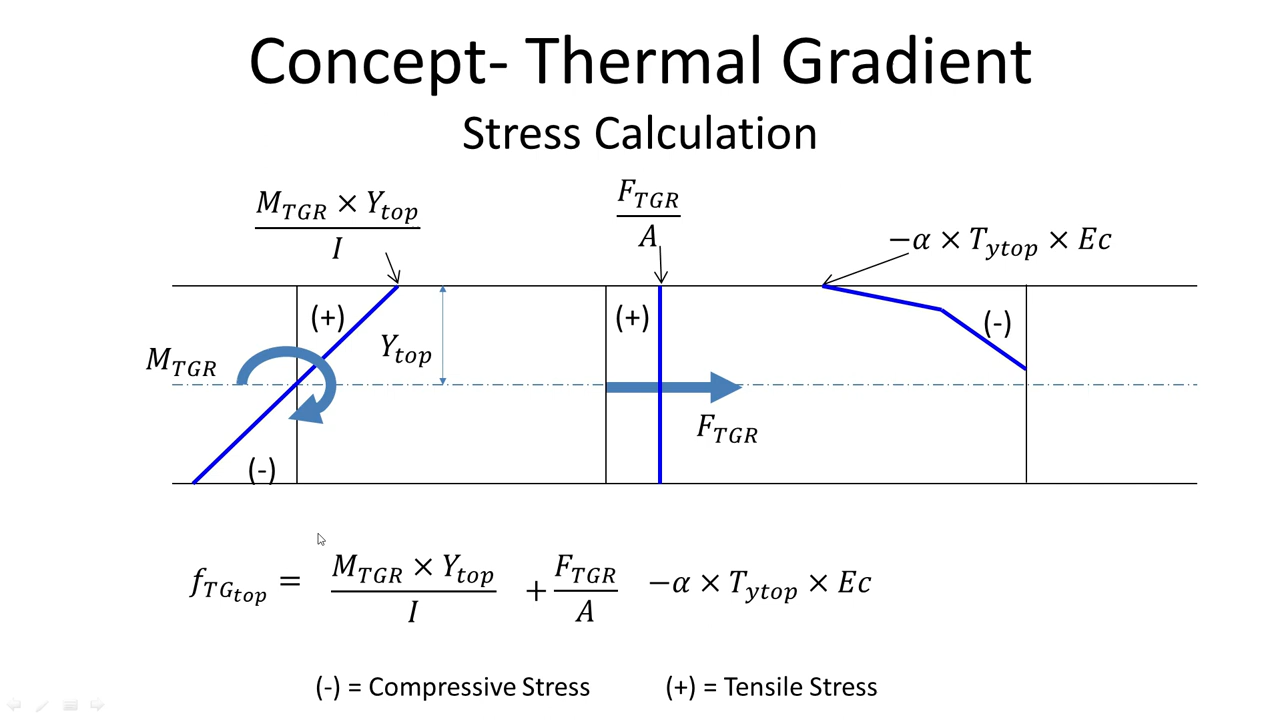 Concept- Thermal Gradient
Stress Calculation
M_TGR × Y_top / I
F_TGR / A
−α × T_ytop × Ec
(+)
(+)
(-)
Y_top
M_TGR
F_TGR
(-)
f_TG_top = M_TGR × Y_top / I + F_TGR / A −α × T_ytop × Ec
(-) = Compressive Stress (+) = Tensile Stress